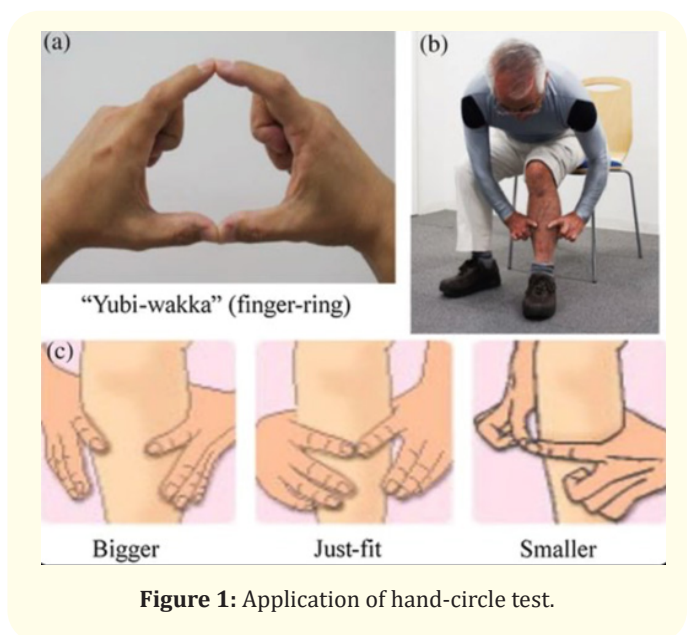 (a)
(b)
"Yubi-wakka" (finger-ring)
(c)
Bigger
Just-fit
Smaller
Figure 1: Application of hand-circle test.